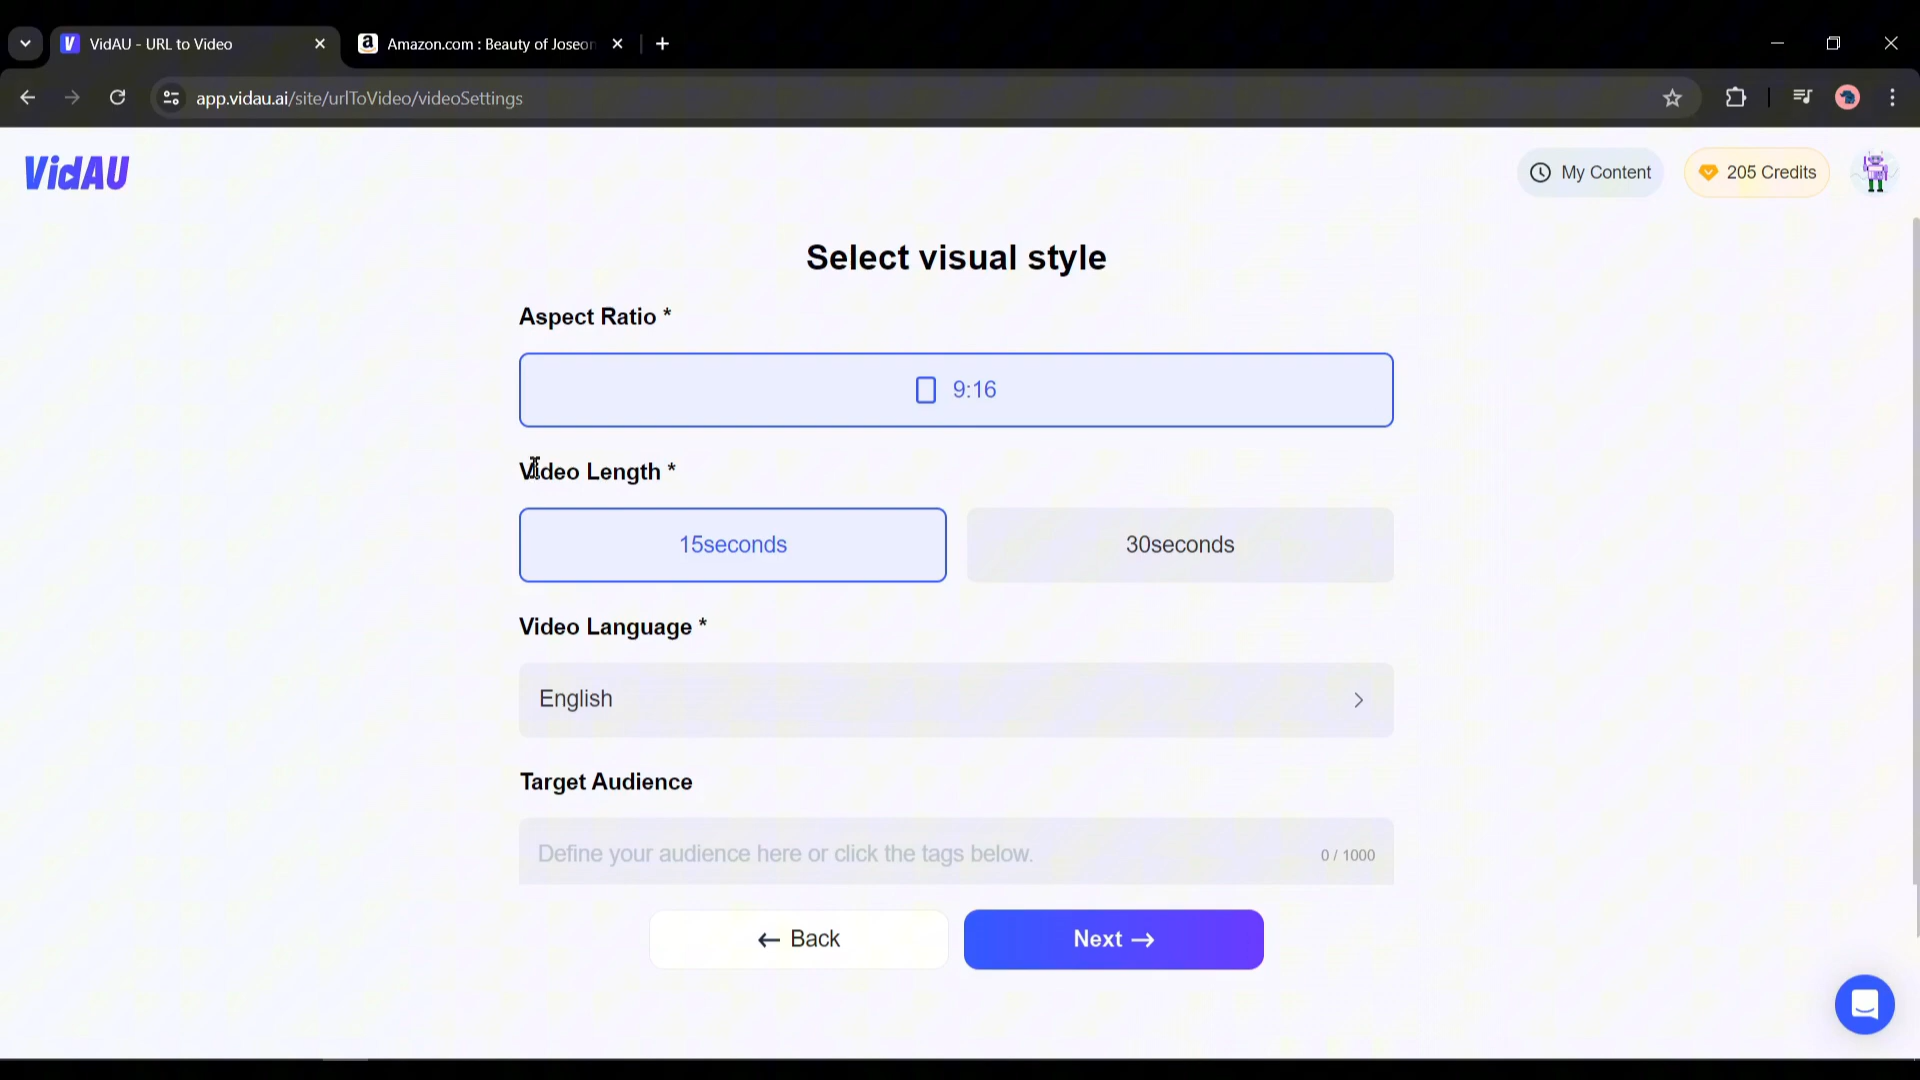 VidAU - URL to Video
Amazon.com : Beauty of Joseon
app.vidau.ai/site/urlToVideo/videoSettings
VidAU
My Content
205 Credits
Select visual style
Aspect Ratio *
9:16
Video Length *
15seconds
30seconds
Video Language *
English
Target Audience
Define your audience here or click the tags below.
0 / 1000
← Back
Next →